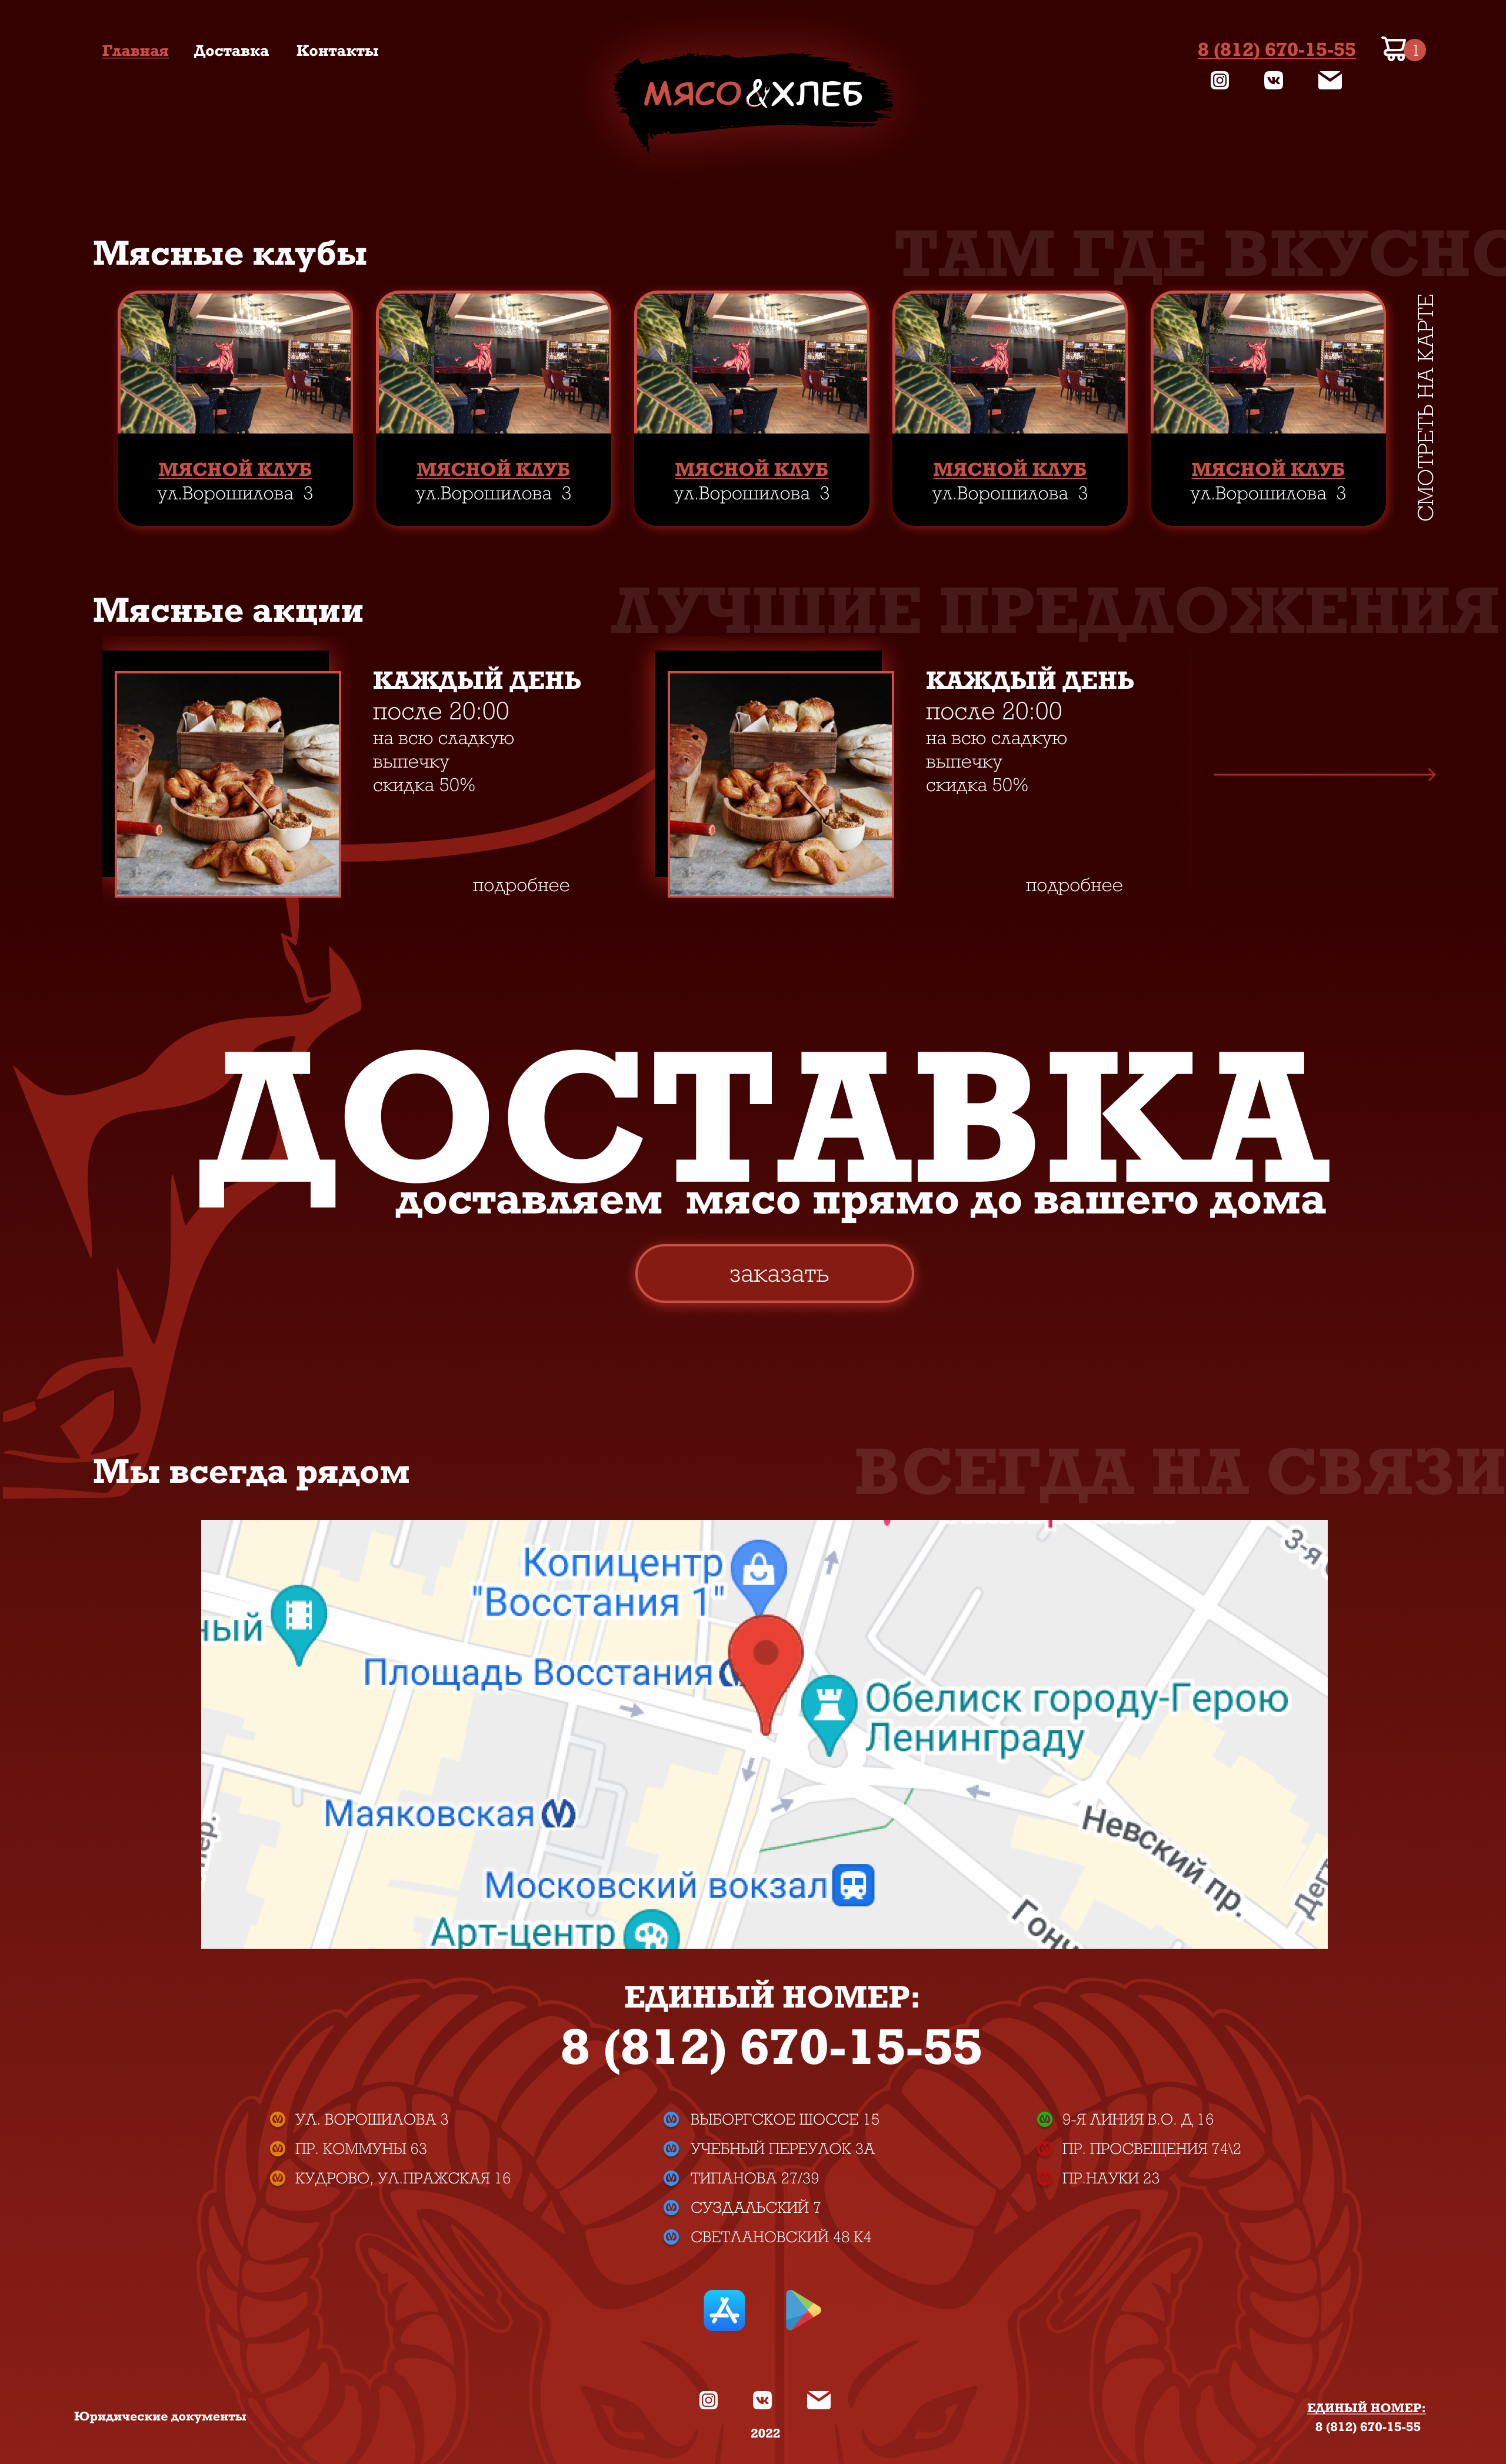 Главная Доставка Контакты
МЯСО&ХЛЕБ
8 (812) 670-15-55
1
Мясные клубы
ТАМ ГДЕ ВКУСНО
МЯСНОЙ КЛУБ
ул.Ворошилова 3
МЯСНОЙ КЛУБ
ул.Ворошилова 3
МЯСНОЙ КЛУБ
ул.Ворошилова 3
МЯСНОЙ КЛУБ
ул.Ворошилова 3
МЯСНОЙ КЛУБ
ул.Ворошилова 3
СМОТРЕТЬ НА КАРТЕ
Мясные акции
ЛУЧШИЕ ПРЕДЛОЖЕНИЯ
КАЖДЫЙ ДЕНЬ
после 20:00
на всю сладкую
выпечку
скидка 50%
подробнее
КАЖДЫЙ ДЕНЬ
после 20:00
на всю сладкую
выпечку
скидка 50%
подробнее
ДОСТАВКА
доставляем мясо прямо до вашего дома
заказать
Мы всегда рядом
ВСЕГДА НА СВЯЗИ
3-я
Копицентр
"Восстания 1"
ный
Площадь Восстания
Обелиск городу-Герою
Ленинграду
Маяковская
Невский пр.
пер.
Московский вокзал
Дегт
Гонч
Арт-центр
ЕДИНЫЙ НОМЕР:
8 (812) 670-15-55
УЛ. ВОРОШИЛОВА 3
ПР. КОММУНЫ 63
КУДРОВО, УЛ.ПРАЖСКАЯ 16
ВЫБОРГСКОЕ ШОССЕ 15
УЧЕБНЫЙ ПЕРЕУЛОК 3А
ТИПАНОВА 27/39
СУЗДАЛЬСКИЙ 7
СВЕТЛАНОВСКИЙ 48 К4
9-Я ЛИНИЯ В.О. Д 16
ПР. ПРОСВЕЩЕНИЯ 74\2
ПР.НАУКИ 23
Юридические документы
2022
ЕДИНЫЙ НОМЕР:
8 (812) 670-15-55